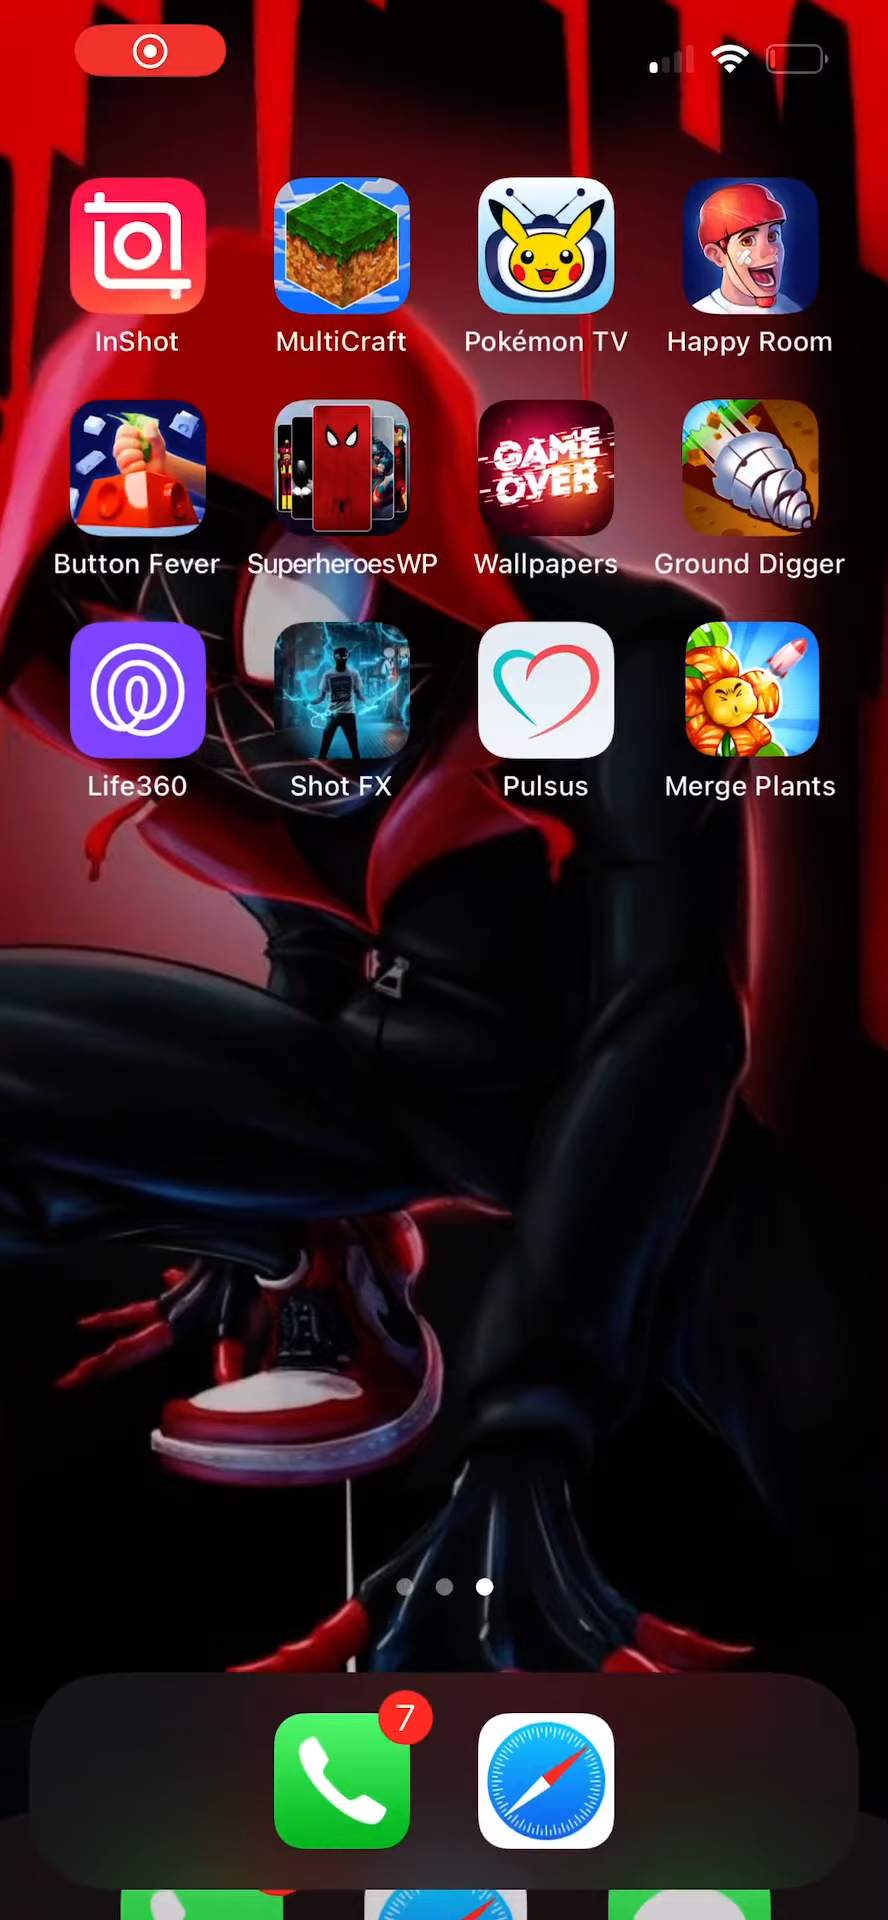 InShot MultiCraft Pokémon TV Happy Room
GAME
OVER
Button Fever SuperheroesWP Wallpapers Ground Digger
Life360 Shot FX Pulsus Merge Plants
7